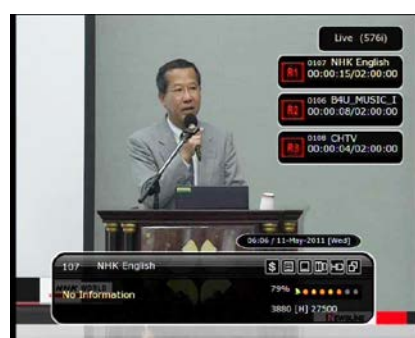 Live (576i)
R1 0107 NHK English
00:00:15/02:00:00
R2 0106 B4U_MUSIC_I
00:00:08/02:00:00
R3 0108 CHTV
00:00:04/02:00:00
06:06 / 11-May-2011 [Wed]
107 NHK English
$
NHK WORLD
No Information
79%
3880 [H] 27500